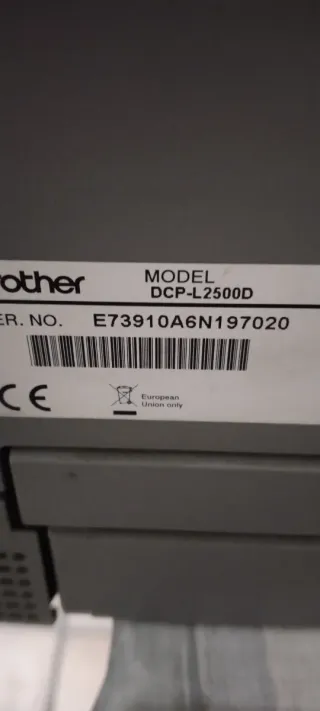 rother
MODEL
DCP-L2500D
ER. NO. E73910A6N197020
CE
European
Union only